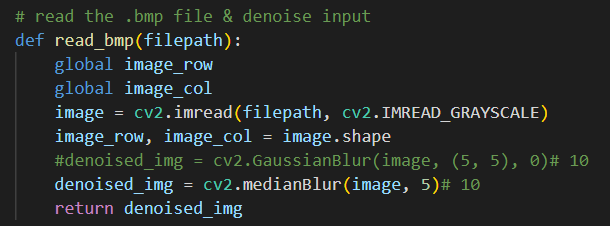 # read the .bmp file & denoise input
def read_bmp(filepath):
    global image_row
    global image_col
    image = cv2.imread(filepath, cv2.IMREAD_GRAYSCALE)
    image_row, image_col = image.shape
    #denoised_img = cv2.GaussianBlur(image, (5, 5), 0)# 10
    denoised_img = cv2.medianBlur(image, 5)# 10
    return denoised_img